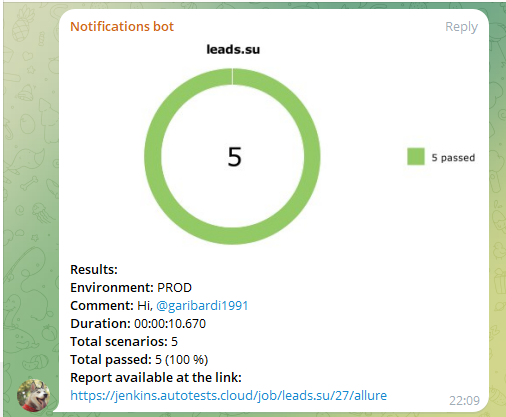 Notifications bot Reply
leads.su
5
5 passed
Results:
Environment: PROD
Comment: Hi, @garibardi1991
Duration: 00:00:10.670
Total scenarios: 5
Total passed: 5 (100 %)
Report available at the link:
https://jenkins.autotests.cloud/job/leads.su/27/allure
22:09